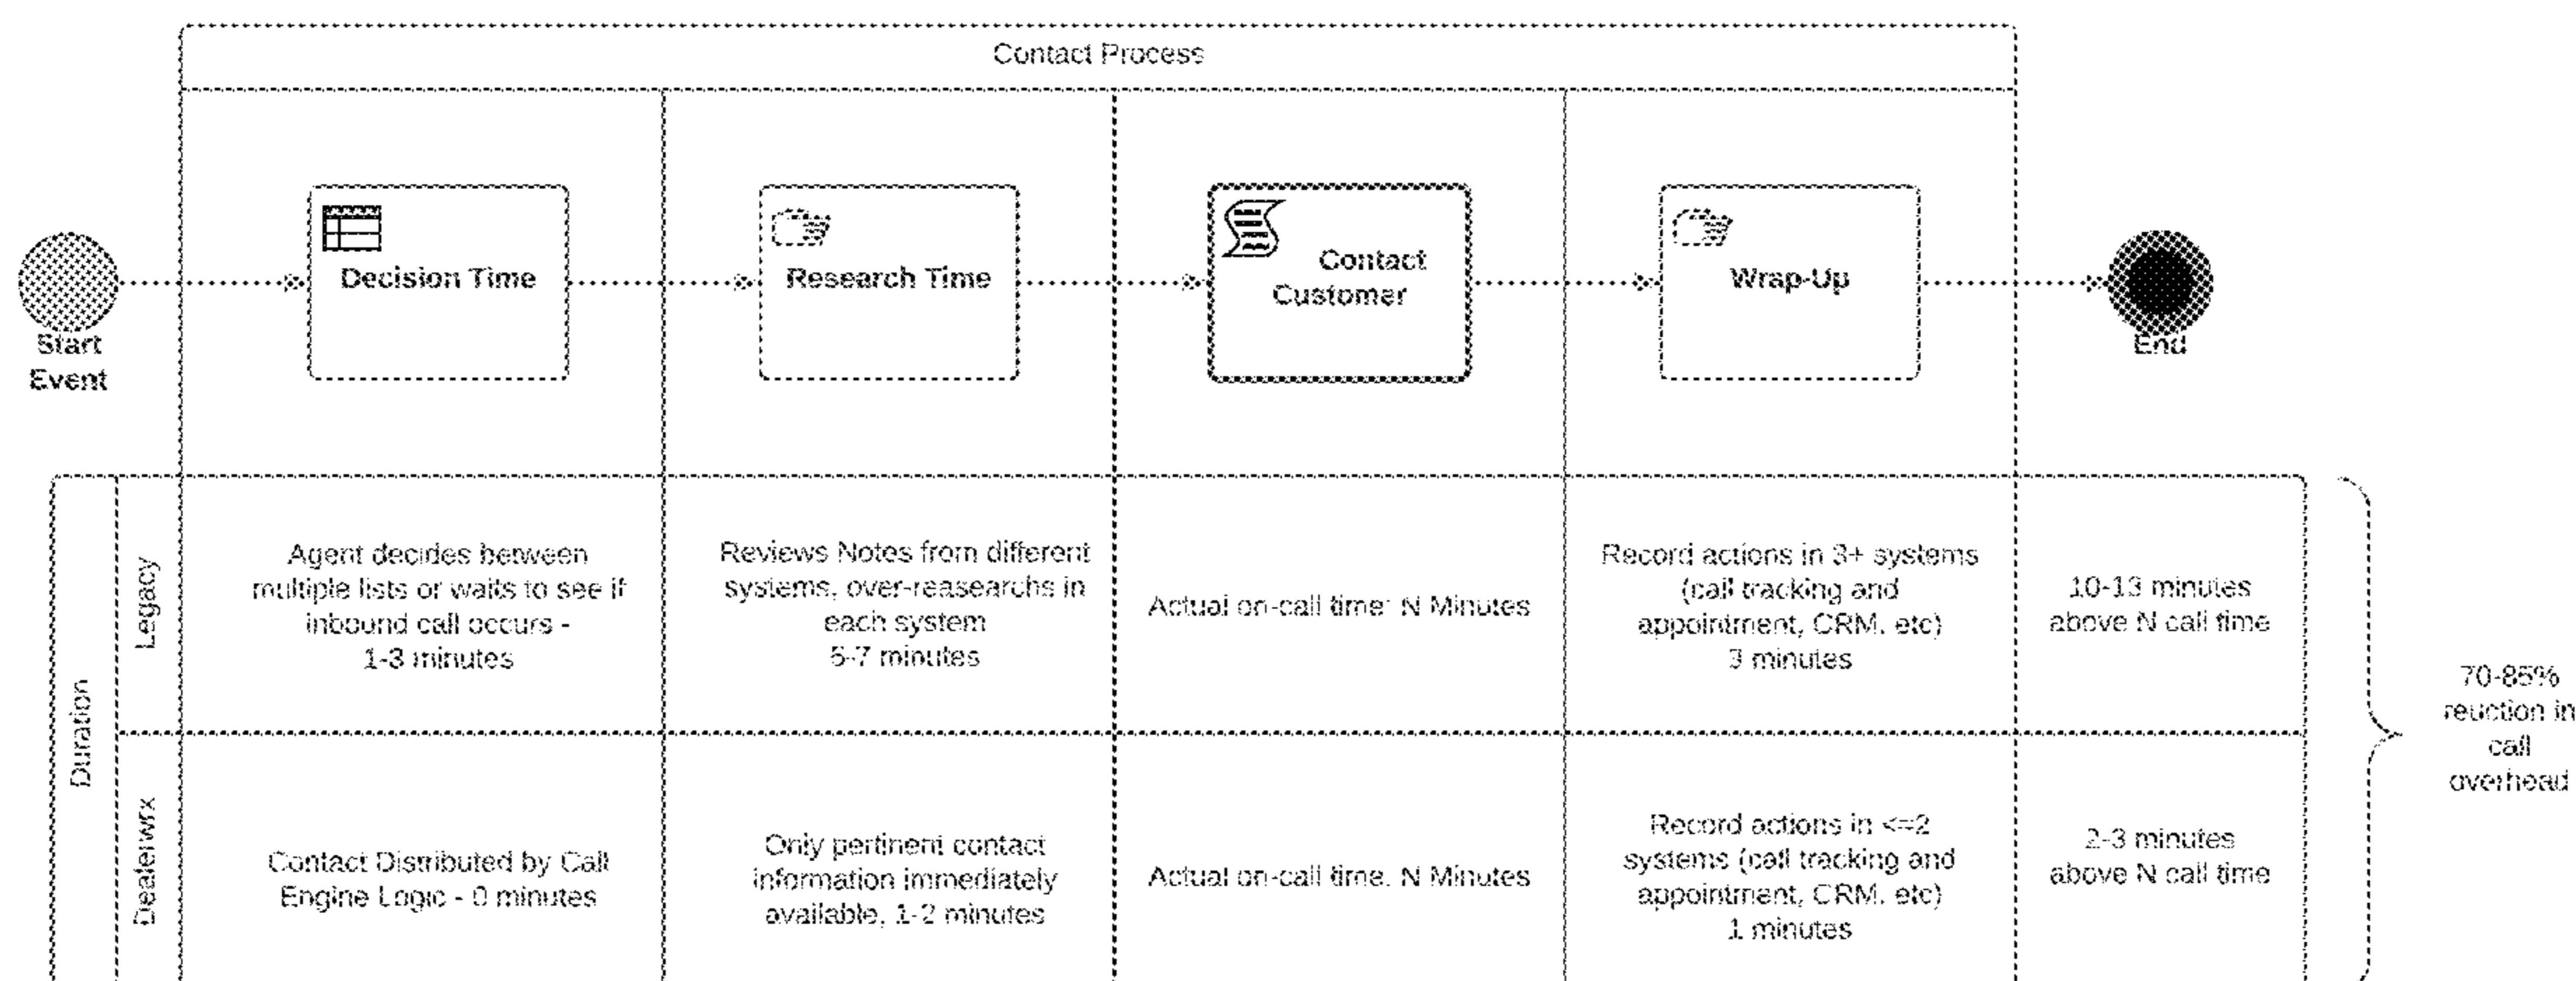 Contact Process
Decision Time
Research Time
Contact
Customer
Wrap-Up
Start
Event
End
Duration
Legacy
Agent decides between
multiple lists or waits to see if
inbound call occurs -
1-3 minutes
Reviews Notes from different
systems, over-reasearchs in
each system
5-7 minutes
Actual on-call time: N Minutes
Record actions in 3+ systems
(call tracking and
appointment, CRM. etc)
3 minutes
10-13 minutes
above N call time
70-85%
reuction in
call
overhead
Dealerwrx
Contact Distributed by Call
Engine Logic - 0 minutes
Only pertinent contact
information immediately
available, 1-2 minutes
Actual on-call time. N Minutes
Record actions in <=2
systems (call tracking and
appointment, CRM. etc)
1 minutes
2-3 minutes
above N call time